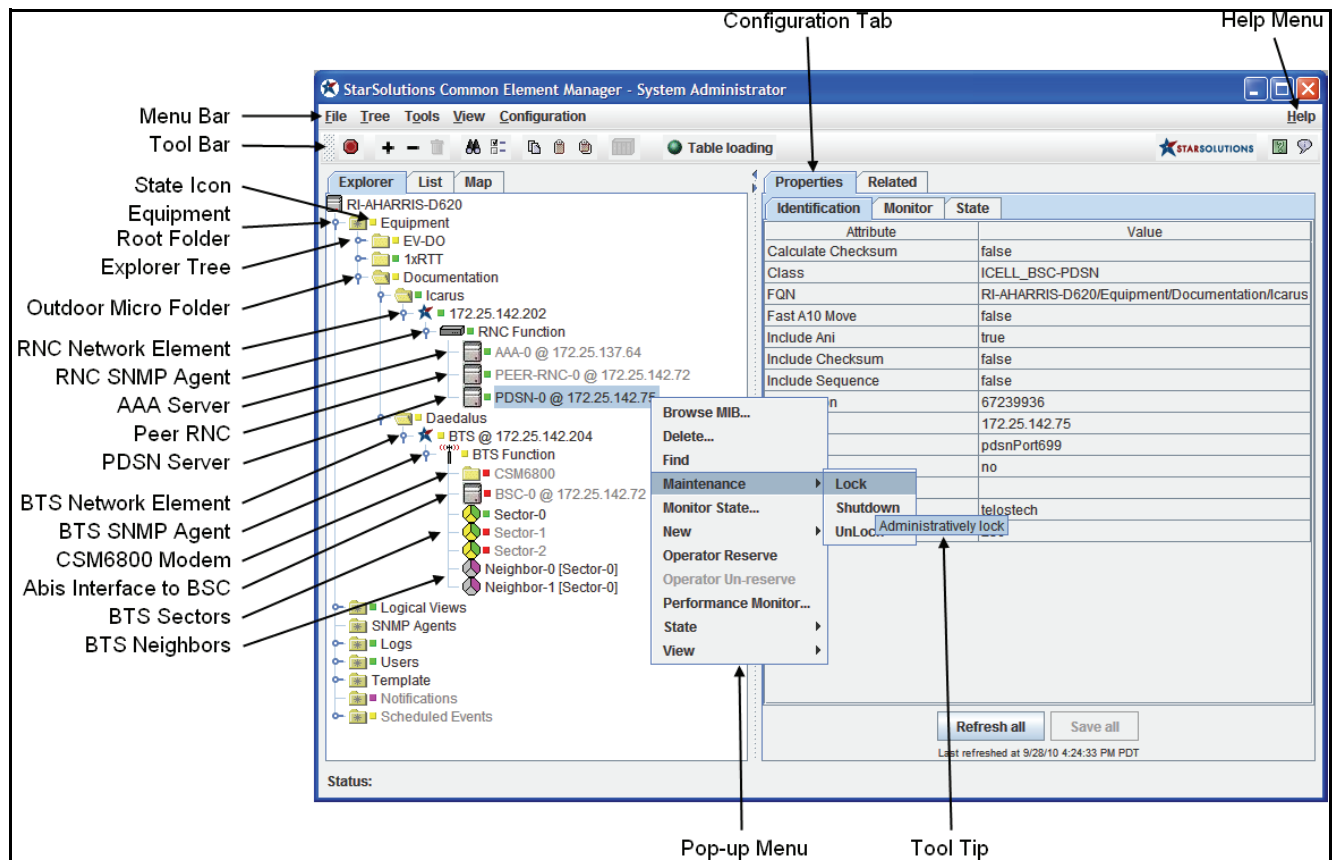 Configuration Tab
Help Menu
StarSolutions Common Element Manager - System Administrator
Menu Bar
File Tree Tools View Configuration Help
Tool Bar
Table loading
STARSOLUTIONS
State Icon
Equipment
Root Folder
Explorer Tree
Outdoor Micro Folder
RNC Network Element
RNC SNMP Agent
AAA Server
Peer RNC
PDSN Server
BTS Network Element
BTS SNMP Agent
CSM6800 Modem
Abis Interface to BSC
BTS Sectors
BTS Neighbors
Explorer List Map
RI-AHARRIS-D620
Equipment
EV-DO
1xRTT
Documentation
Icarus
172.25.142.202
RNC Function
AAA-0 @ 172.25.137.64
PEER-RNC-0 @ 172.25.142.72
PDSN-0 @ 172.25.142.75
Daedalus
BTS @ 172.25.142.204
BTS Function
CSM6800
BSC-0 @ 172.25.142.72
Sector-0
Sector-1
Sector-2
Neighbor-0 [Sector-0]
Neighbor-1 [Sector-0]
Logical Views
SNMP Agents
Logs
Users
Template
Notifications
Scheduled Events
Browse MIB...
Delete...
Find
Maintenance
Monitor State...
New
Operator Reserve
Operator Un-reserve
Performance Monitor...
State
View
Lock
Shutdown
UnLock
Administratively lock
Properties Related
Identification Monitor State
Attribute Value
Calculate Checksum false
Class ICELL_BSC-PDSN
FQN RI-AHARRIS-D620/Equipment/Documentation/Icarus
Fast A10 Move false
Include Ani true
Include Checksum false
Include Sequence false
67239936
172.25.142.75
pdsnPort699
no
telostech
Refresh all Save all
Last refreshed at 9/28/10 4:24:33 PM PDT
Status:
Pop-up Menu
Tool Tip